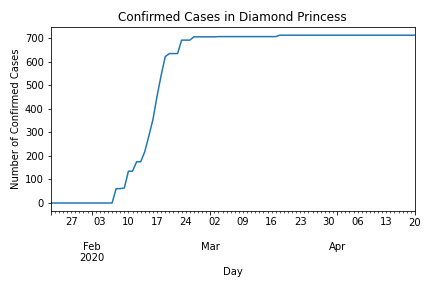 Confirmed Cases in Diamond Princess
Number of Confirmed Cases
700
600
500
400
300
200
100
0
27 03 10 17 24 02 09 16 23 30 06 13 20
Feb Mar Apr
2020
Day